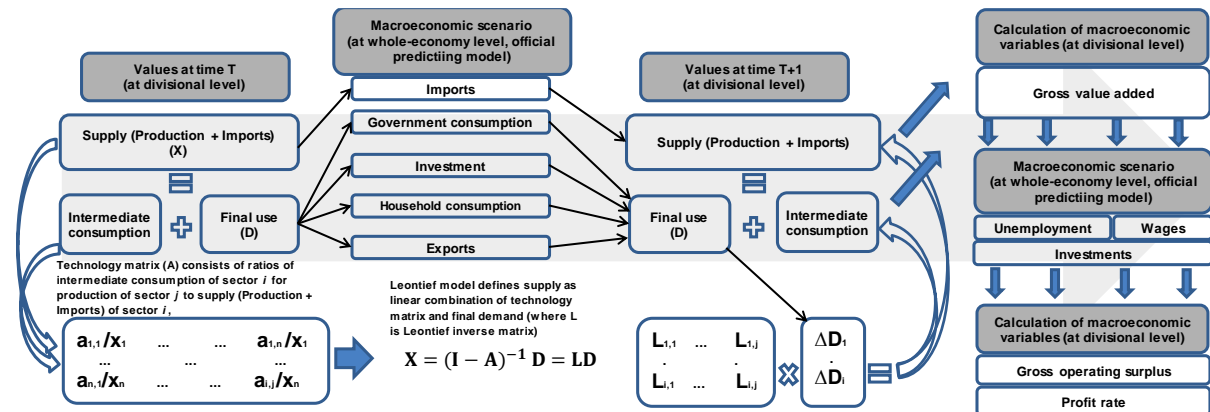 Values at time T
(at divisional level)
Supply (Production + Imports)
(X)
=
Intermediate
consumption
+
Final use
(D)
Technology matrix (A) consists of ratios of
intermediate consumption of sector i for
production of sector j to supply (Production +
Imports) of sector i,
a1,1/x1 ... ... a1,n/x1
... ... ...
an,1/xn ... ... ai,j/xn
Macroeconomic scenario
(at whole-economy level, official
predictiing model)
Imports
Government consumption
Investment
Household consumption
Exports
Leontief model defines supply as
linear combination of technology
matrix and final demand (where L
is Leontief inverse matrix)
X = (I − A)⁻¹ D = LD
Values at time T+1
(at divisional level)
Supply (Production + Imports)
=
Final use
(D)
+
Intermediate
consumption
L1,1 ... L1,j
. .
Li,1 ... Li,j
×
ΔD1
.
ΔDi
=
Calculation of macroeconomic
variables (at divisional level)
Gross value added
Macroeconomic scenario
(at whole-economy level, official
predictiing model)
Unemployment
Wages
Investments
Calculation of macroeconomic
variables (at divisional level)
Gross operating surplus
Profit rate